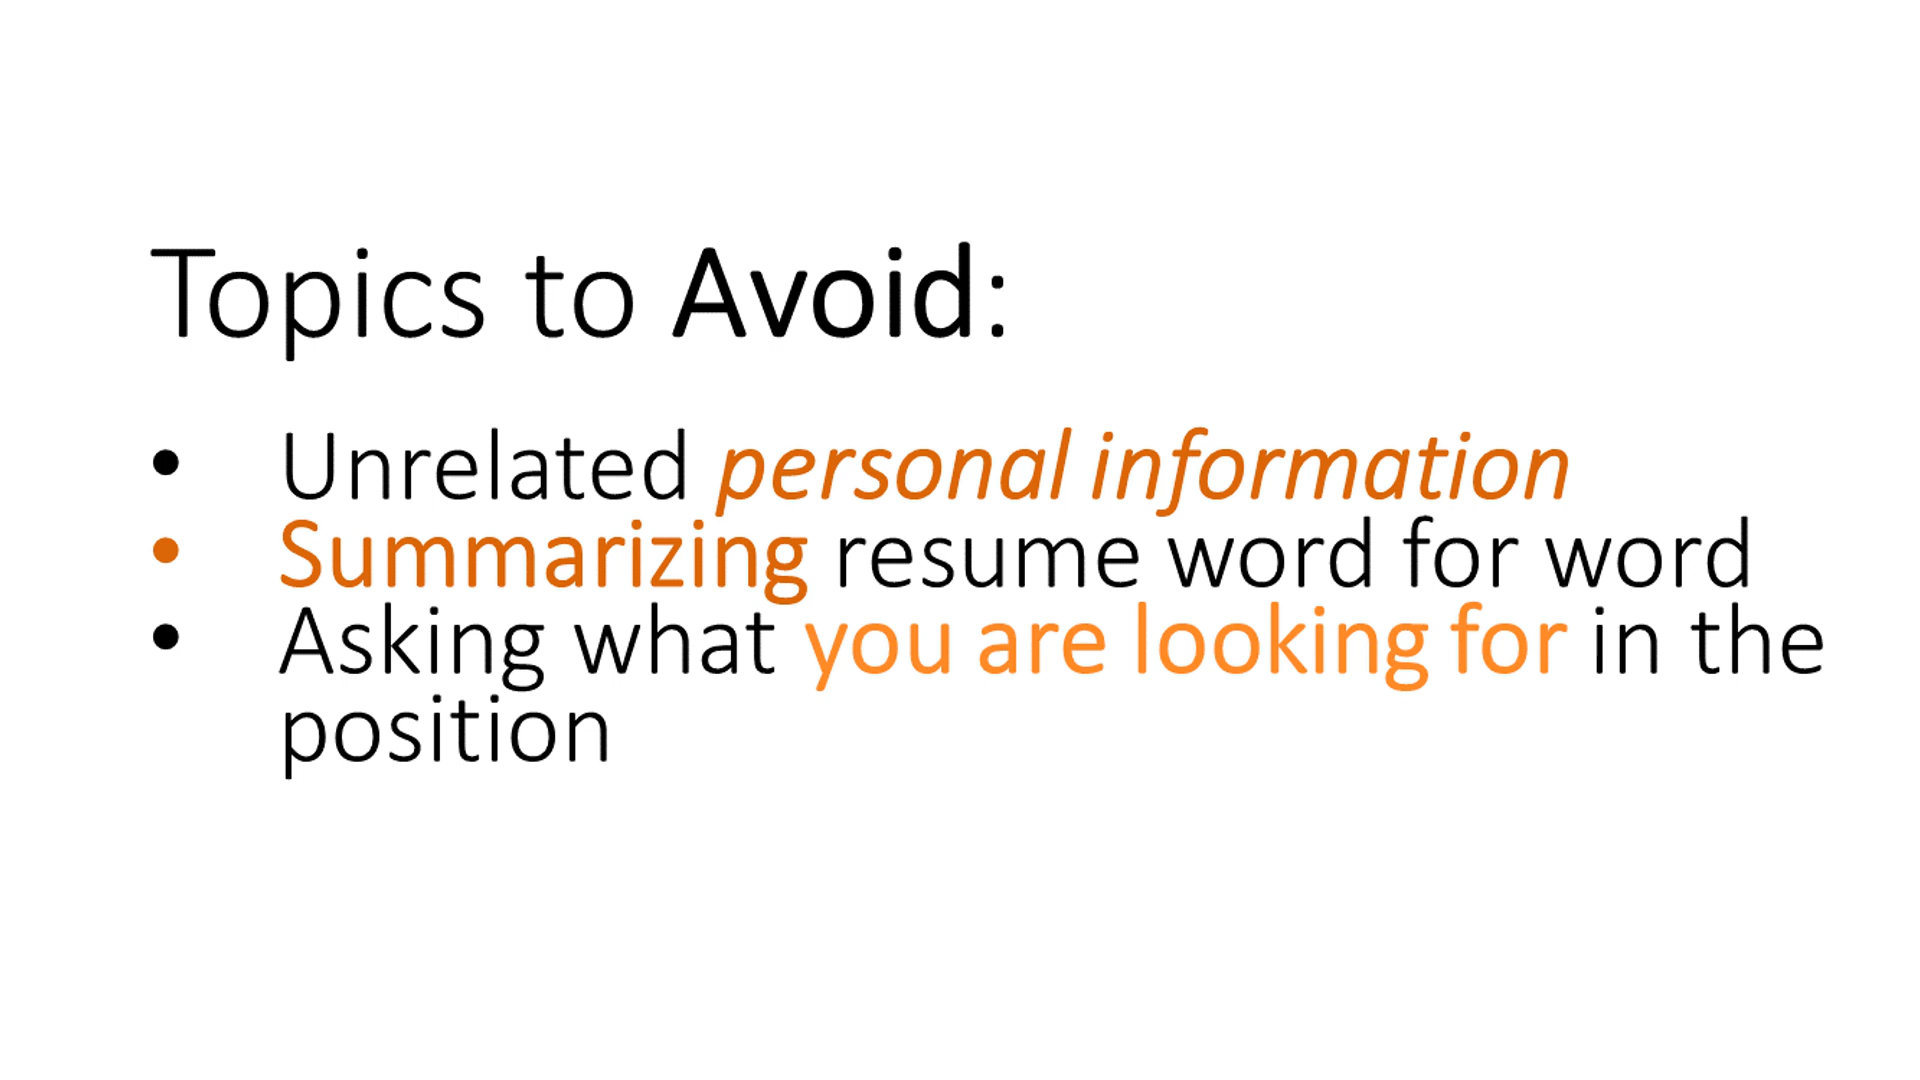 Topics to Avoid:
• Unrelated personal information
• Summarizing resume word for word
• Asking what you are looking for in the
position